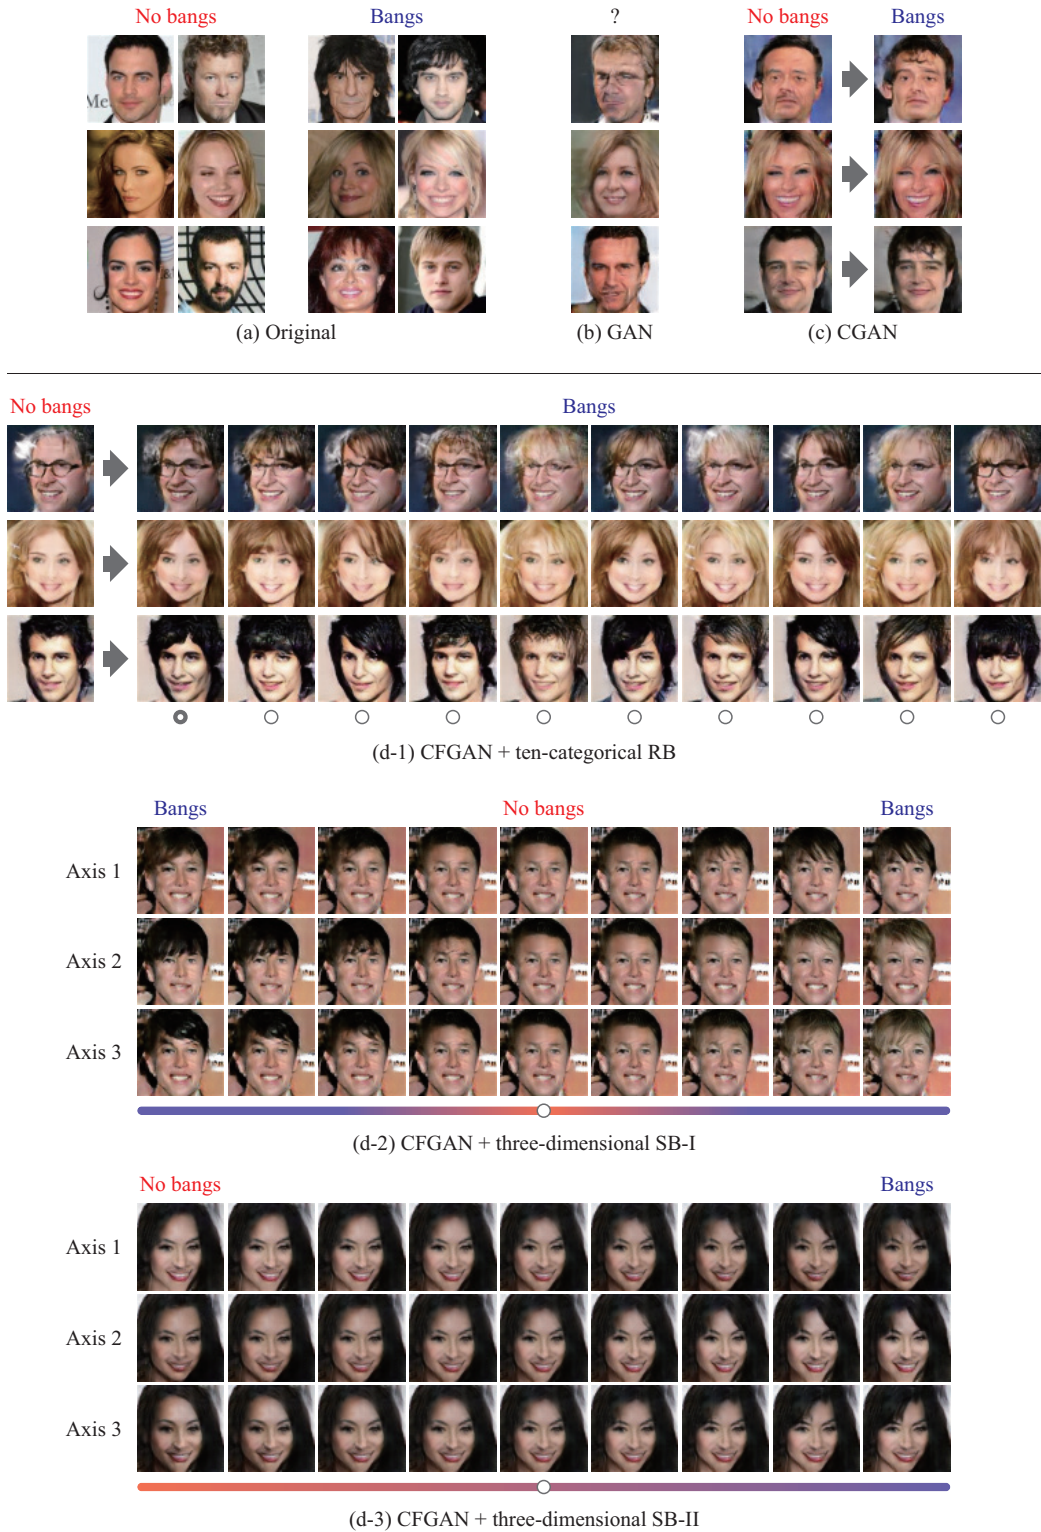 No bangs Bangs ? No bangs Bangs
Me
(a) Original (b) GAN (c) CGAN
No bangs Bangs
(d-1) CFGAN + ten-categorical RB
Bangs No bangs Bangs
Axis 1
Axis 2
Axis 3
(d-2) CFGAN + three-dimensional SB-I
No bangs Bangs
Axis 1
Axis 2
Axis 3
(d-3) CFGAN + three-dimensional SB-II